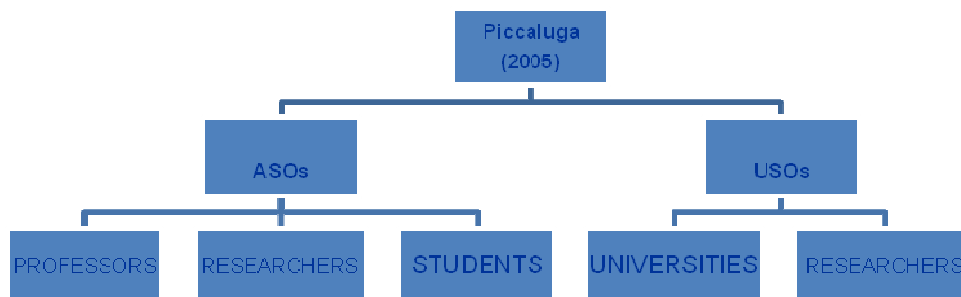 Piccaluga
(2005)
ASOs
USOs
PROFESSORS
RESEARCHERS
STUDENTS
UNIVERSITIES
RESEARCHERS